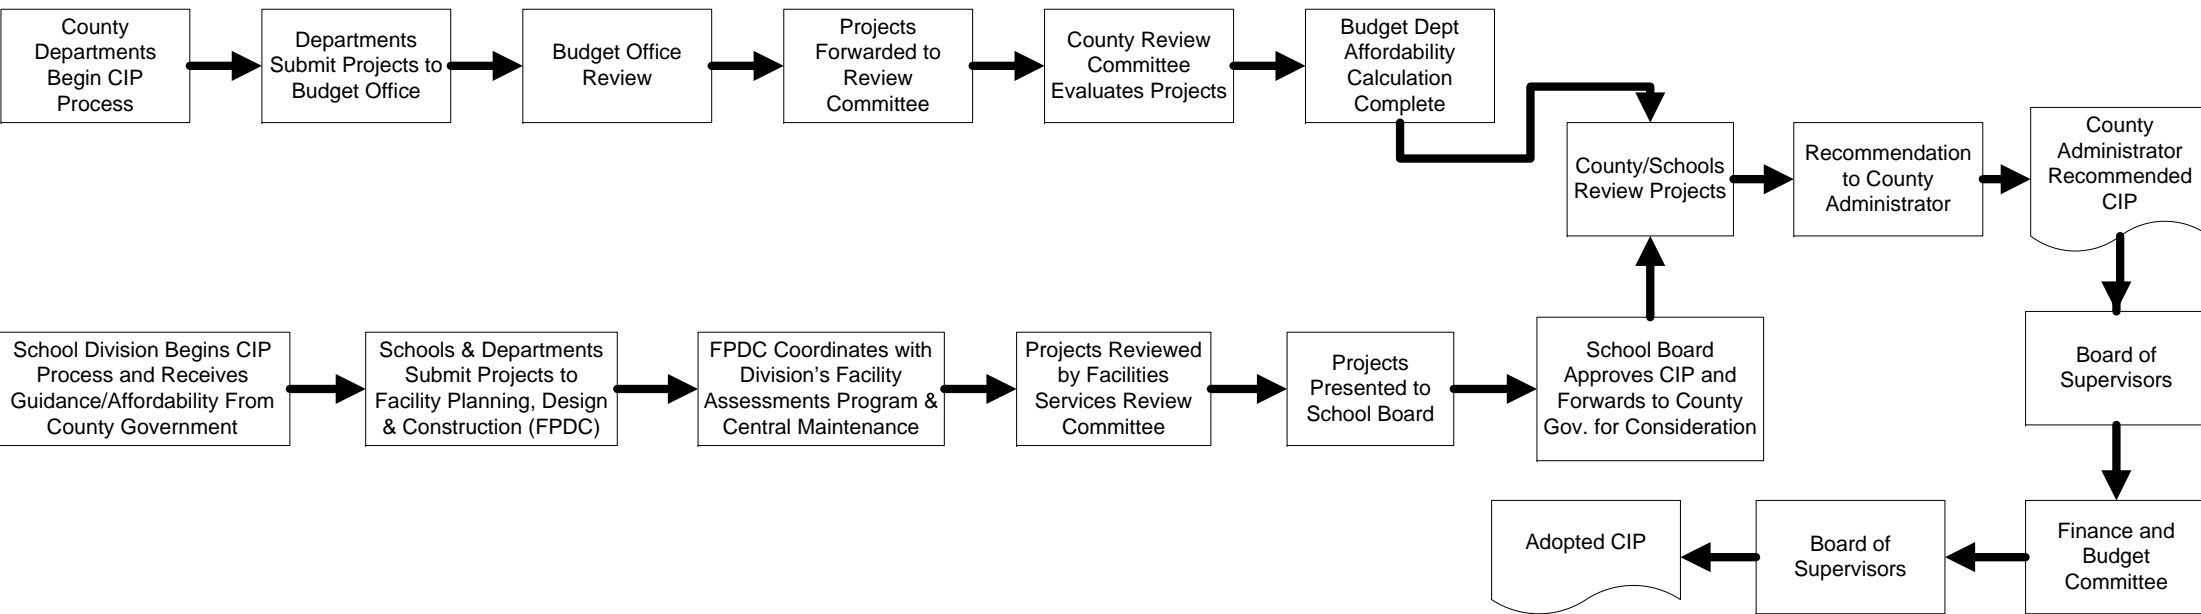 County
Departments
Begin CIP
Process
Departments
Submit Projects to
Budget Office
Budget Office
Review
Projects
Forwarded to
Review
Committee
County Review
Committee
Evaluates Projects
Budget Dept
Affordability
Calculation
Complete
County/Schools
Review Projects
Recommendation
to County
Administrator
County
Administrator
Recommended
CIP
School Division Begins CIP
Process and Receives
Guidance/Affordability From
County Government
Schools & Departments
Submit Projects to
Facility Planning, Design
& Construction (FPDC)
FPDC Coordinates with
Division’s Facility
Assessments Program &
Central Maintenance
Projects Reviewed
by Facilities
Services Review
Committee
Projects
Presented to
School Board
School Board
Approves CIP and
Forwards to County
Gov. for Consideration
Board of
Supervisors
Finance and
Budget
Committee
Board of
Supervisors
Adopted CIP